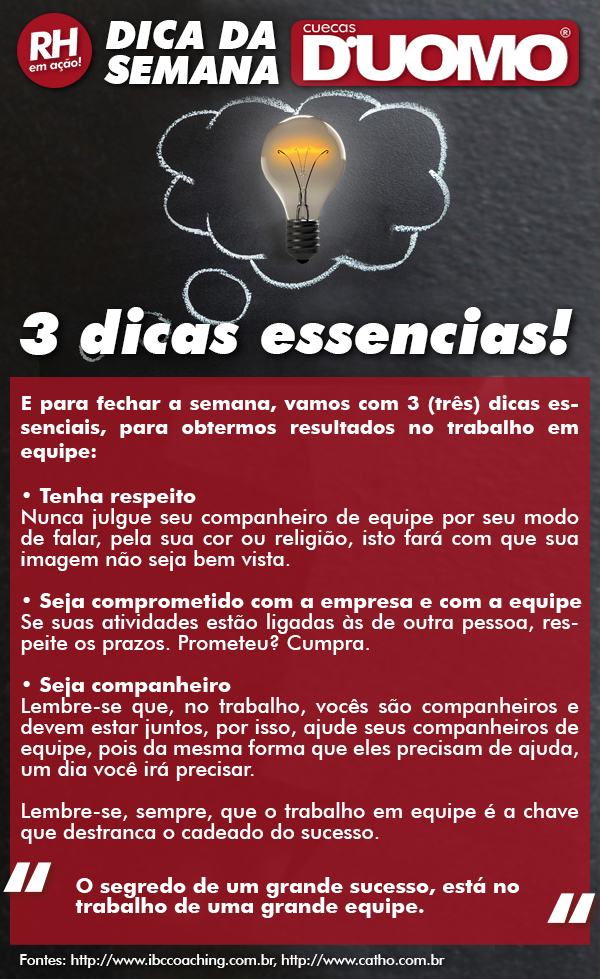 RH
em ação!
DICA DA
SEMANA
CUECAS
D'UOMO®
3 dicas essencias!
E para fechar a semana, vamos com 3 (três) dicas es-
senciais, para obtermos resultados no trabalho em
equipe:
• Tenha respeito
Nunca julgue seu companheiro de equipe por seu modo
de falar, pela sua cor ou religião, isto fará com que sua
imagem não seja bem vista.
• Seja comprometido com a empresa e com a equipe
Se suas atividades estão ligadas às de outra pessoa, res-
peite os prazos. Prometeu? Cumpra.
• Seja companheiro
Lembre-se que, no trabalho, vocês são companheiros e
devem estar juntos, por isso, ajude seus companheiros de
equipe, pois da mesma forma que eles precisam de ajuda,
um dia você irá precisar.
Lembre-se, sempre, que o trabalho em equipe é a chave
que destranca o cadeado do sucesso.
"O segredo de um grande sucesso, está no
trabalho de uma grande equipe."
Fontes: http://www.ibccoaching.com.br, http://www.catho.com.br